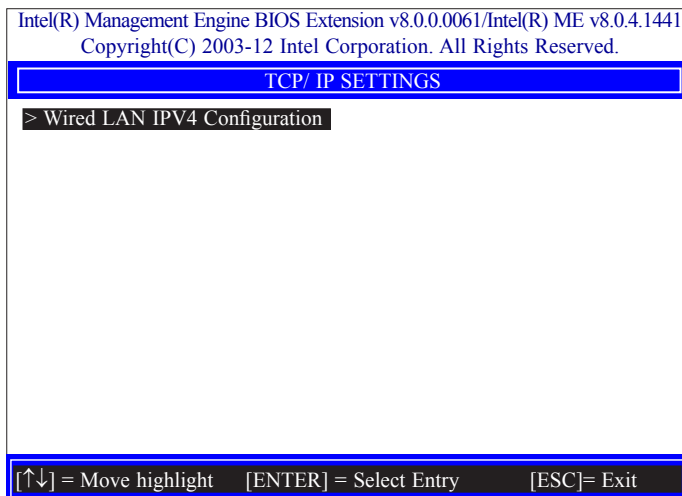 Intel(R) Management Engine BIOS Extension v8.0.0.0061/Intel(R) ME v8.0.4.1441
Copyright(C) 2003-12 Intel Corporation. All Rights Reserved.
TCP/ IP SETTINGS
> Wired LAN IPV4 Configuration
[↑↓] = Move highlight [ENTER] = Select Entry [ESC]= Exit